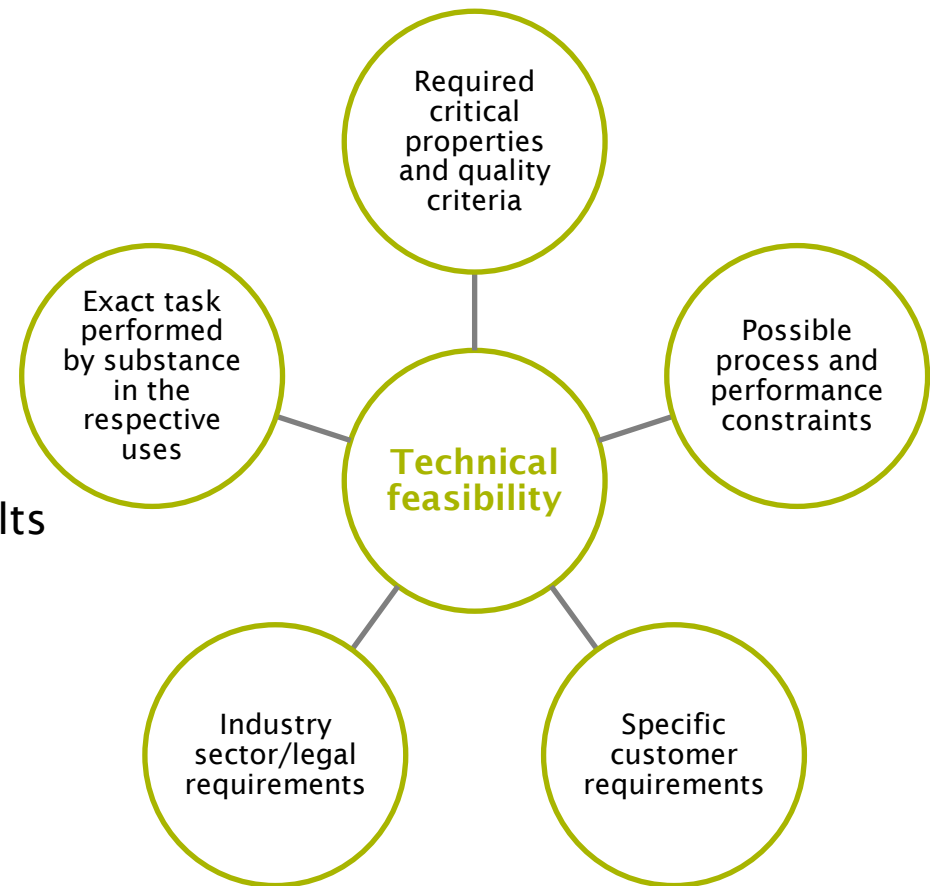 Required
critical
properties
and quality
criteria
Exact task
performed
by substance
in the
respective
uses
Possible
process and
performance
constraints
Technical
feasibility
lts
Industry
sector/legal
requirements
Specific
customer
requirements